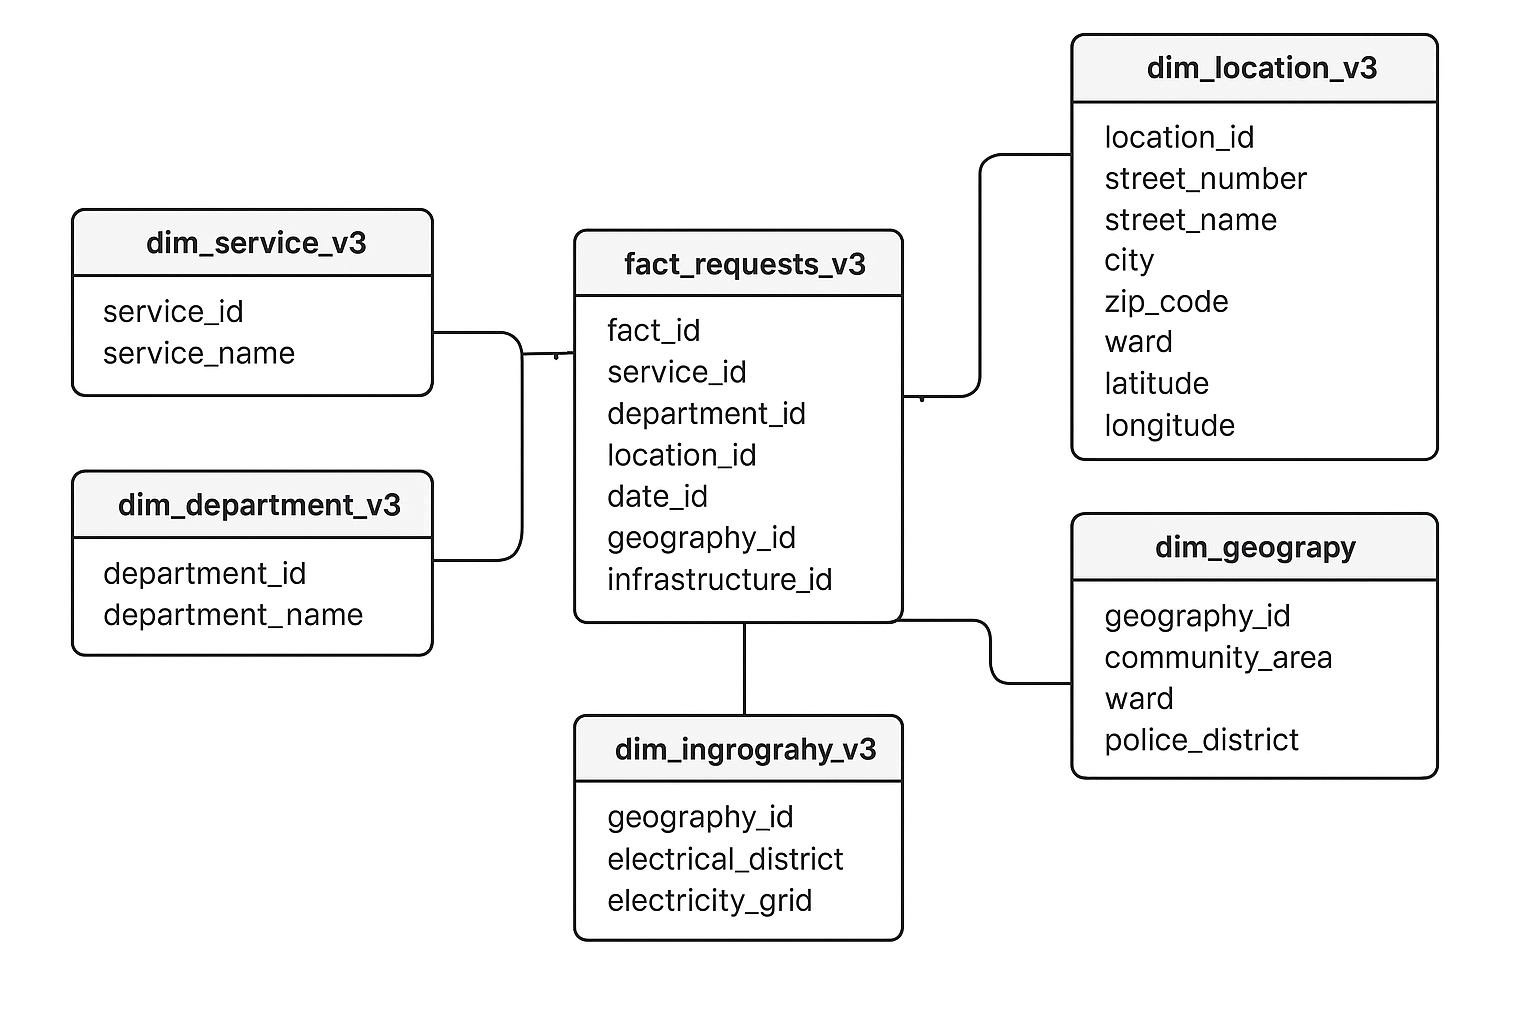 dim_service_v3
service_id
service_name
dim_department_v3
department_id
department_name
fact_requests_v3
fact_id
service_id
department_id
location_id
date_id
geography_id
infrastructure_id
dim_ingrograhy_v3
geography_id
electrical_district
electricity_grid
dim_location_v3
location_id
street_number
street_name
city
zip_code
ward
latitude
longitude
dim_geograpy
geography_id
community_area
ward
police_district